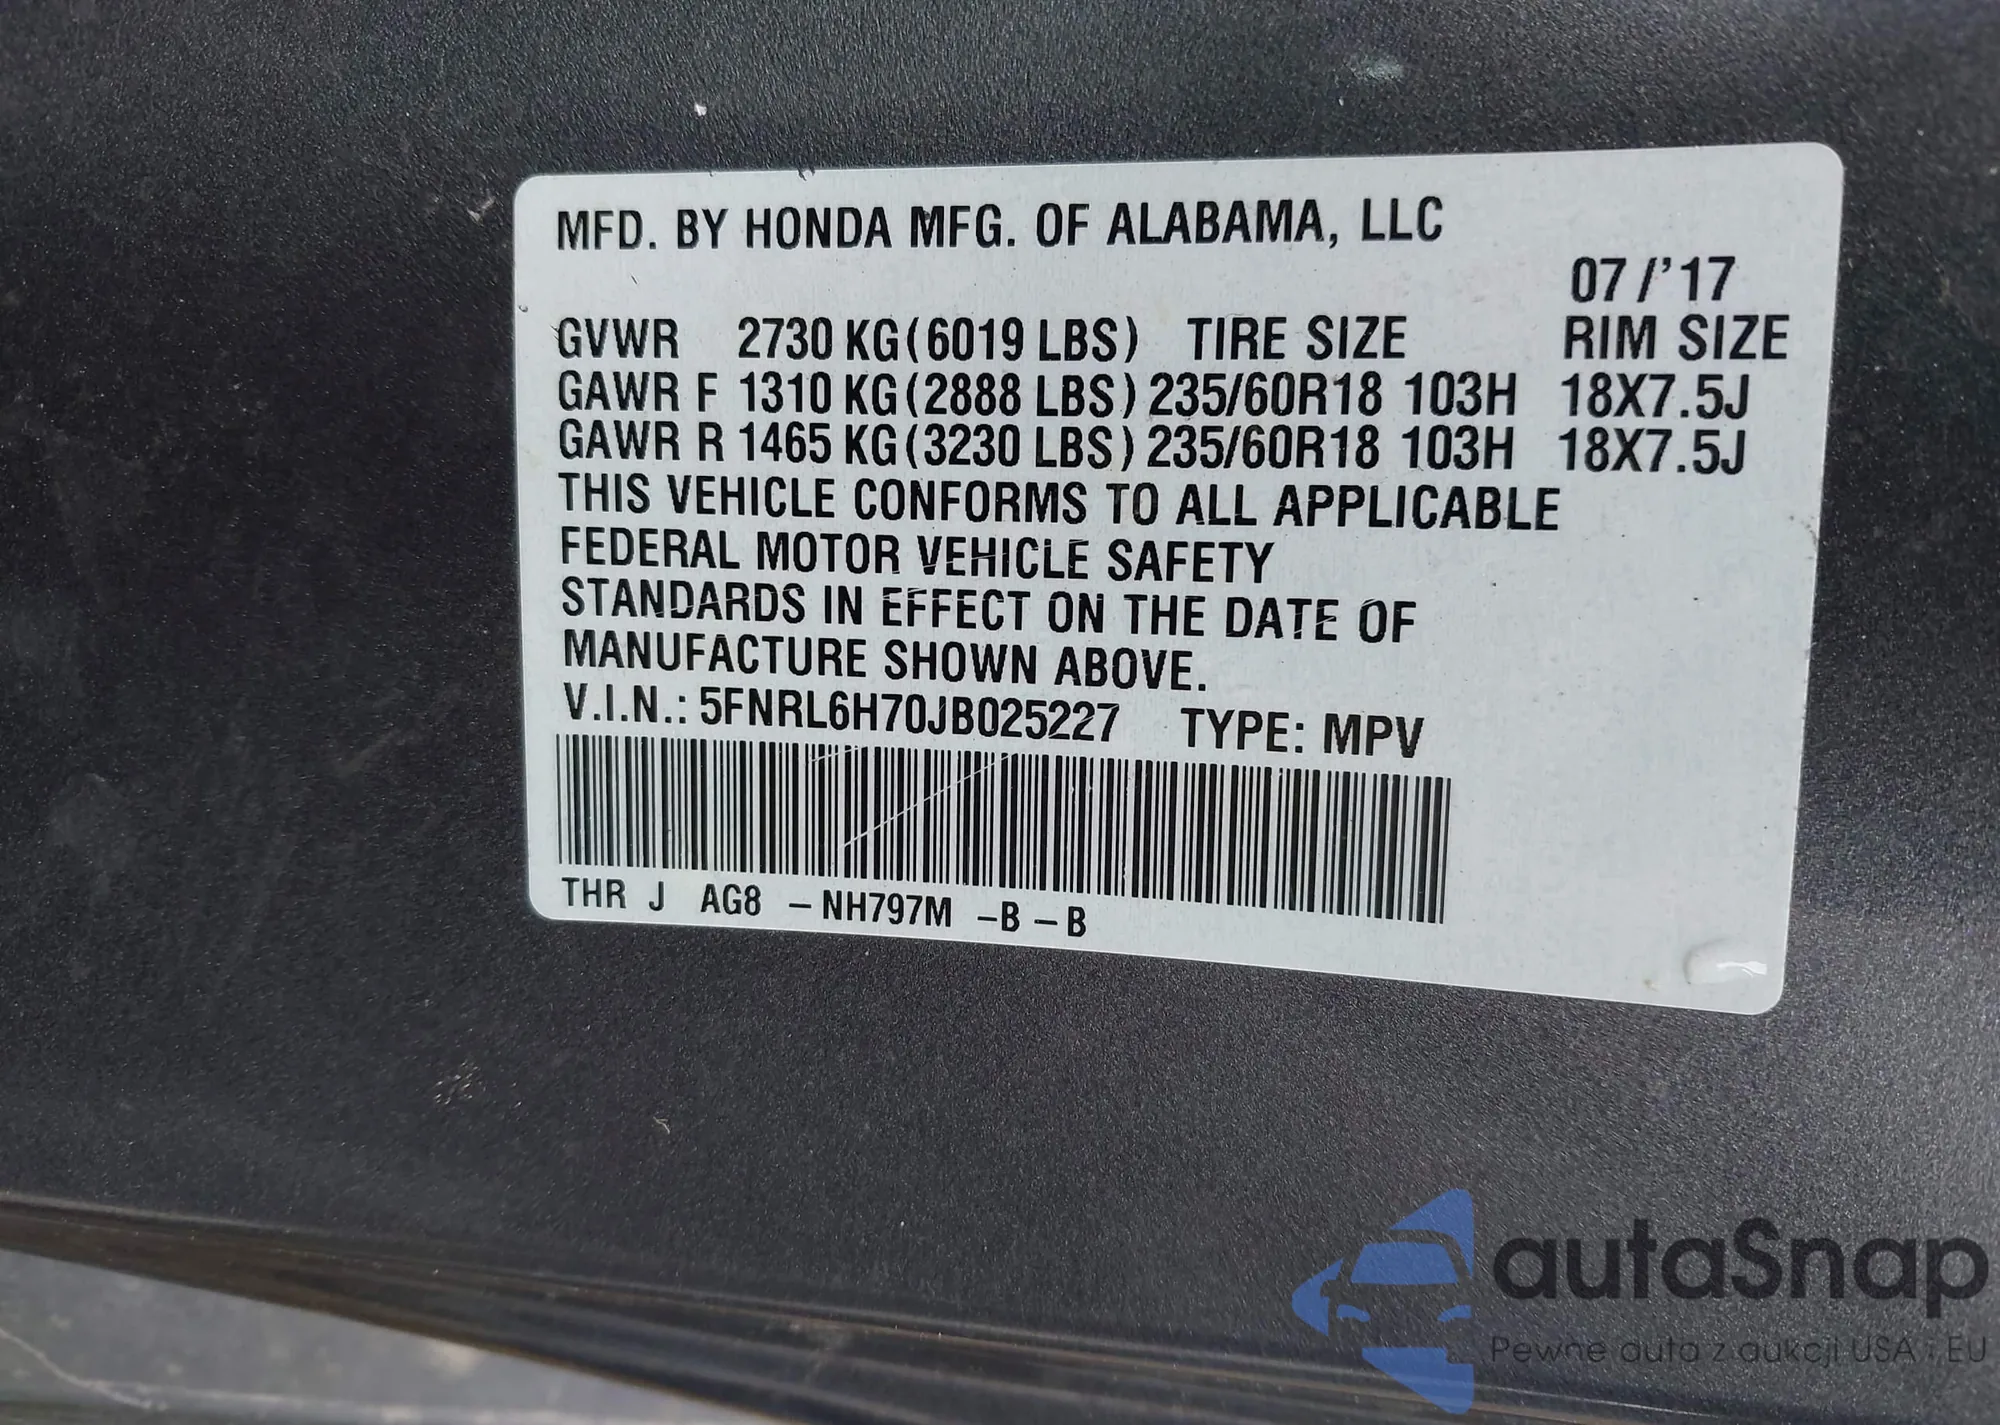 MFD. BY HONDA MFG. OF ALABAMA, LLC
07/'17
GVWR 2730 KG(6019 LBS) TIRE SIZE RIM SIZE
GAWR F 1310 KG(2888 LBS) 235/60R18 103H 18X7.5J
GAWR R 1465 KG(3230 LBS) 235/60R18 103H 18X7.5J
THIS VEHICLE CONFORMS TO ALL APPLICABLE
FEDERAL MOTOR VEHICLE SAFETY
STANDARDS IN EFFECT ON THE DATE OF
MANUFACTURE SHOWN ABOVE.
V.I.N.: 5FNRL6H70JB025227 TYPE: MPV
THR J AG8 -NH797M -B -B
autaSnap
Pewne auta z aukcji USA i EU